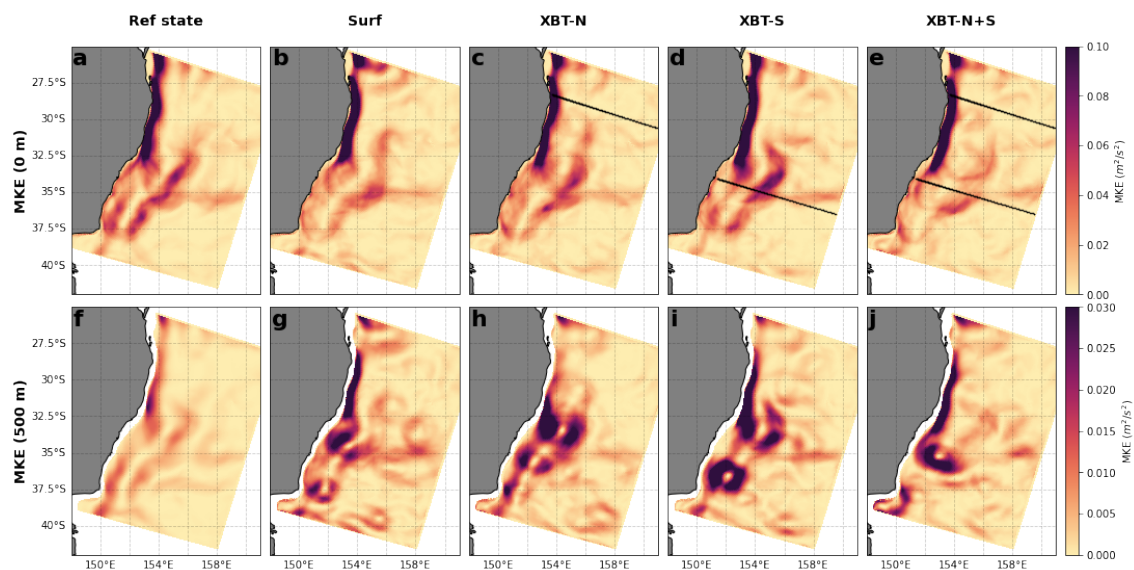 Ref state Surf XBT-N XBT-S XBT-N+S
MKE (0 m)
a b c d e
27.5°S
30°S
32.5°S
35°S
37.5°S
40°S
0.10
0.08
0.06
0.04
0.02
0.00
MKE (m²/s²)
MKE (500 m)
f g h i j
27.5°S
30°S
32.5°S
35°S
37.5°S
40°S
0.030
0.025
0.020
0.015
0.010
0.005
0.000
MKE (m²/s²)
150°E 154°E 158°E 150°E 154°E 158°E 150°E 154°E 158°E 150°E 154°E 158°E 150°E 154°E 158°E